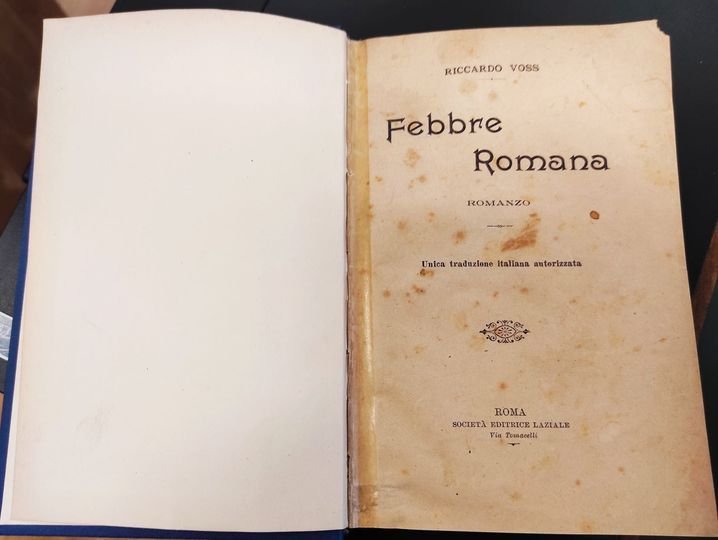 RICCARDO VOSS
Febbre
Romana
ROMANZO
Unica traduzione italiana autorizzata
ROMA
SOCIETÀ EDITRICE LAZIALE
Via Tomacelli